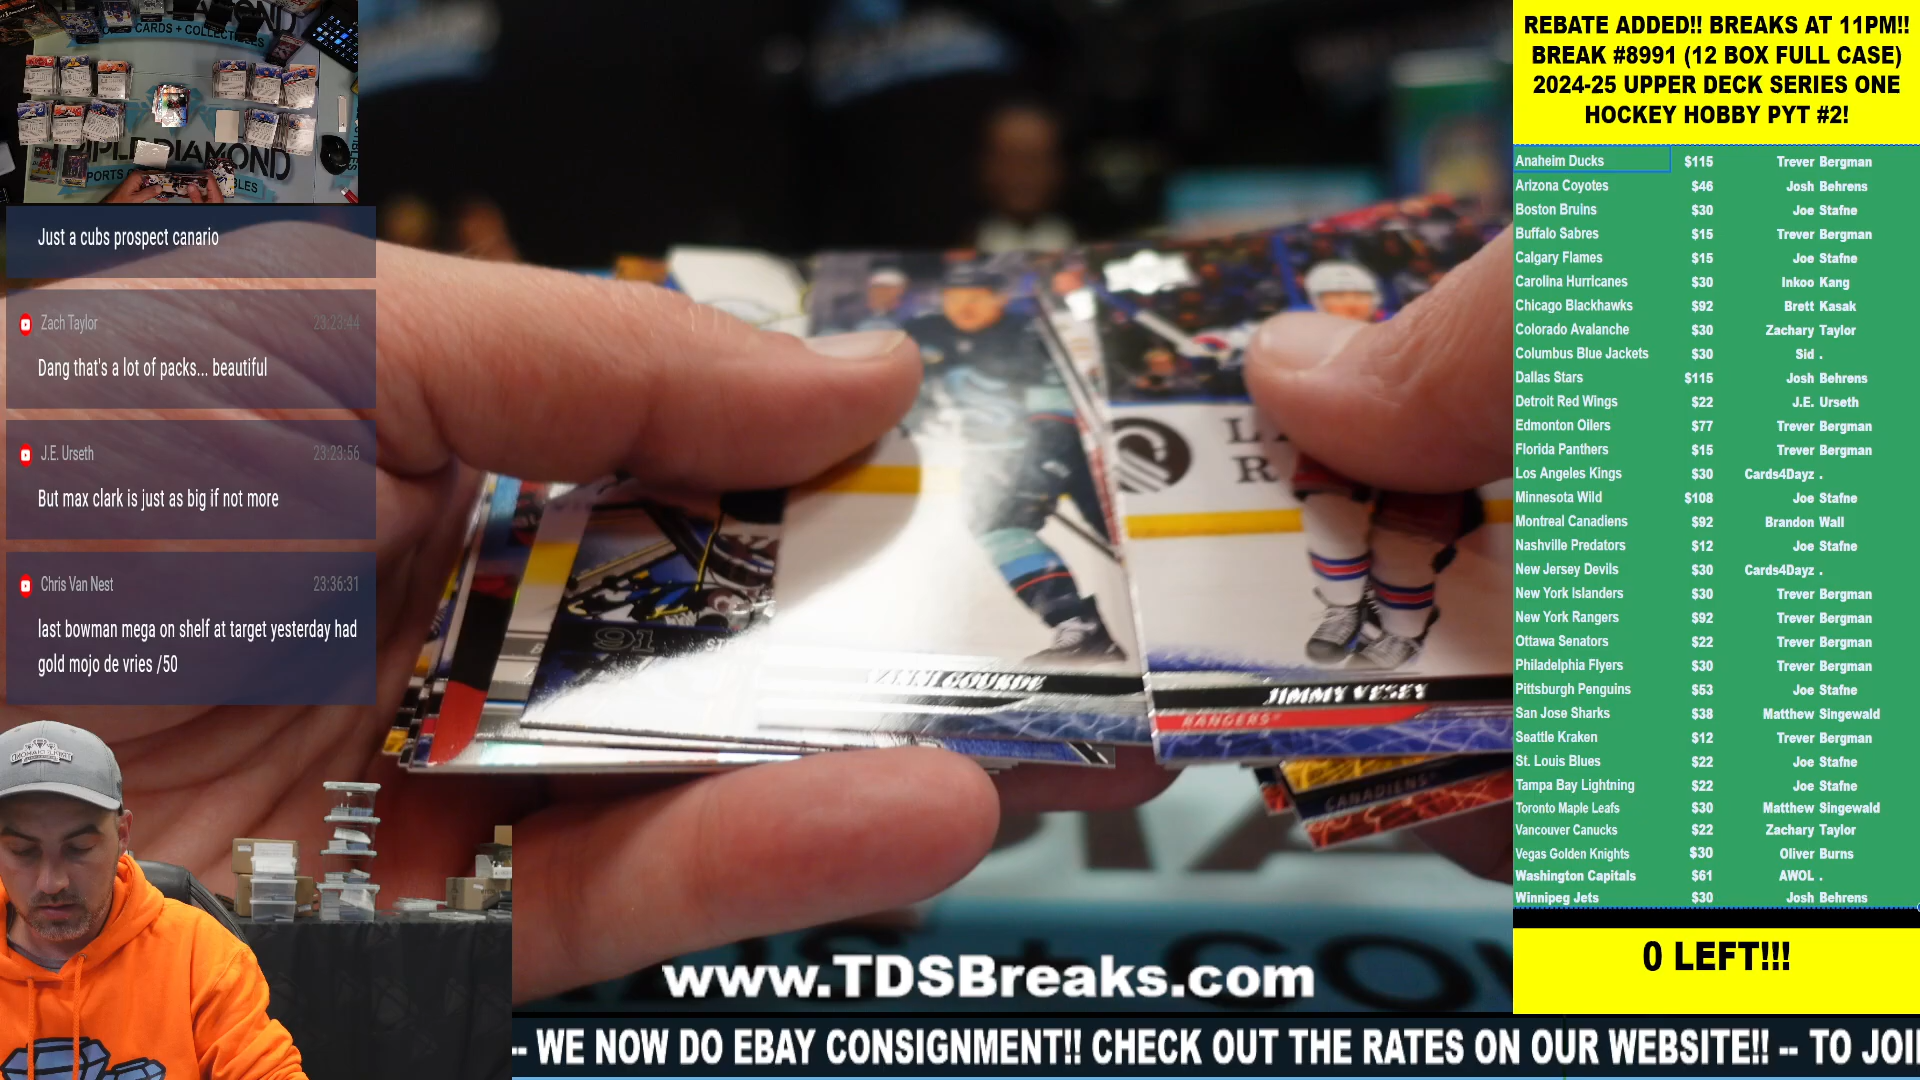 CARDS + COLLECTIBLES
Just a cubs prospect canario
Zach Taylor 23:23:44
Dang that's a lot of packs... beautiful
J.E. Urseth 23:23:56
But max clark is just as big if not more
Chris Van Nest 23:36:31
last bowman mega on shelf at target yesterday had
gold mojo de vries /50
91
JIMMY VESEY
RANGERS
CANADIENS
www.TDSBreaks.com
-- WE NOW DO EBAY CONSIGNMENT!! CHECK OUT THE RATES ON OUR WEBSITE!! -- TO JOI
REBATE ADDED!! BREAKS AT 11PM!!
BREAK #8991 (12 BOX FULL CASE)
2024-25 UPPER DECK SERIES ONE
HOCKEY HOBBY PYT #2!
Anaheim Ducks $115 Trever Bergman
Arizona Coyotes $46 Josh Behrens
Boston Bruins $30 Joe Stafne
Buffalo Sabres $15 Trever Bergman
Calgary Flames $15 Joe Stafne
Carolina Hurricanes $30 Inkoo Kang
Chicago Blackhawks $92 Brett Kasak
Colorado Avalanche $30 Zachary Taylor
Columbus Blue Jackets $30 Sid .
Dallas Stars $115 Josh Behrens
Detroit Red Wings $22 J.E. Urseth
Edmonton Oilers $77 Trever Bergman
Florida Panthers $15 Trever Bergman
Los Angeles Kings $30 Cards4Dayz .
Minnesota Wild $108 Joe Stafne
Montreal Canadiens $92 Brandon Wall
Nashville Predators $12 Joe Stafne
New Jersey Devils $30 Cards4Dayz .
New York Islanders $30 Trever Bergman
New York Rangers $92 Trever Bergman
Ottawa Senators $22 Trever Bergman
Philadelphia Flyers $30 Trever Bergman
Pittsburgh Penguins $53 Joe Stafne
San Jose Sharks $38 Matthew Singewald
Seattle Kraken $12 Trever Bergman
St. Louis Blues $22 Joe Stafne
Tampa Bay Lightning $22 Joe Stafne
Toronto Maple Leafs $30 Matthew Singewald
Vancouver Canucks $22 Zachary Taylor
Vegas Golden Knights $30 Oliver Burns
Washington Capitals $61 AWOL .
Winnipeg Jets $30 Josh Behrens
0 LEFT!!!